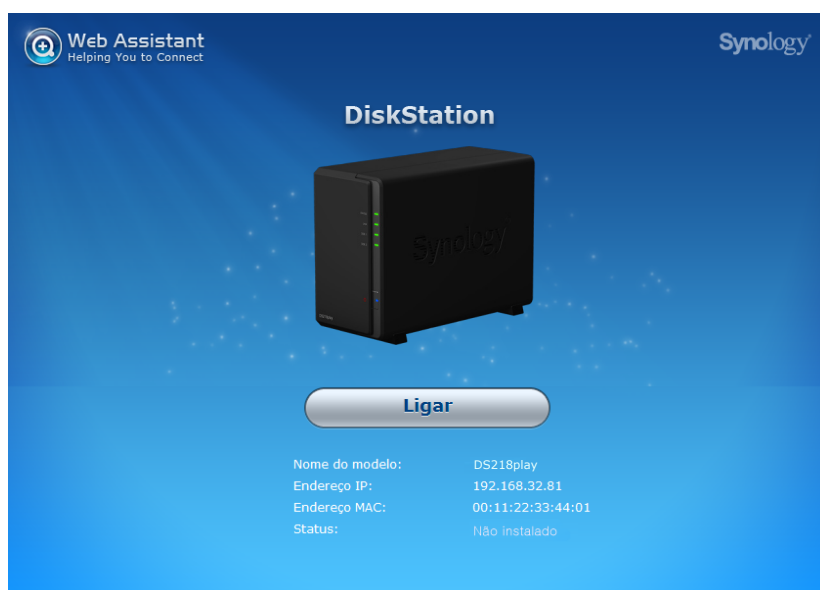 Web Assistant
Helping You to Connect
Synology
DiskStation
Synology
Ligar
Nome do modelo: DS218play
Endereço IP: 192.168.32.81
Endereço MAC: 00:11:22:33:44:01
Status: Não instalado